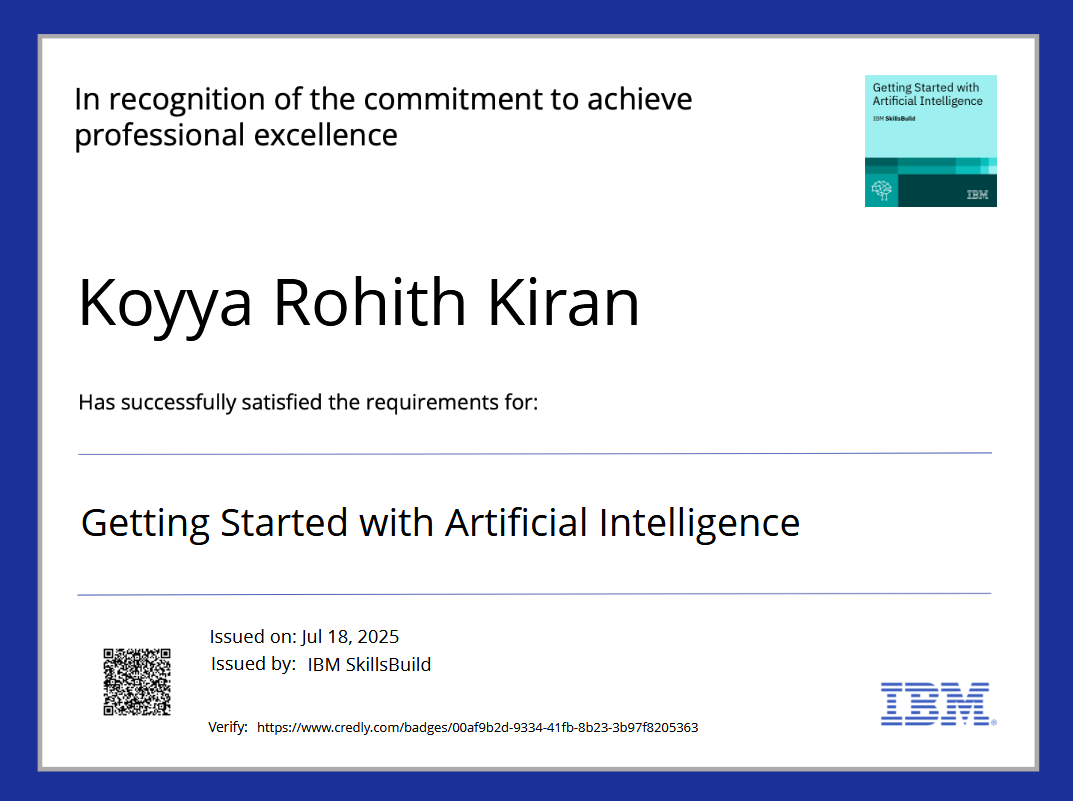 In recognition of the commitment to achieve
professional excellence
Getting Started with
Artificial Intelligence
IBM SkillsBuild
IBM
Koyya Rohith Kiran
Has successfully satisfied the requirements for:
Getting Started with Artificial Intelligence
Issued on: Jul 18, 2025
Issued by: IBM SkillsBuild
Verify: https://www.credly.com/badges/00af9b2d-9334-41fb-8b23-3b97f8205363
IBM®